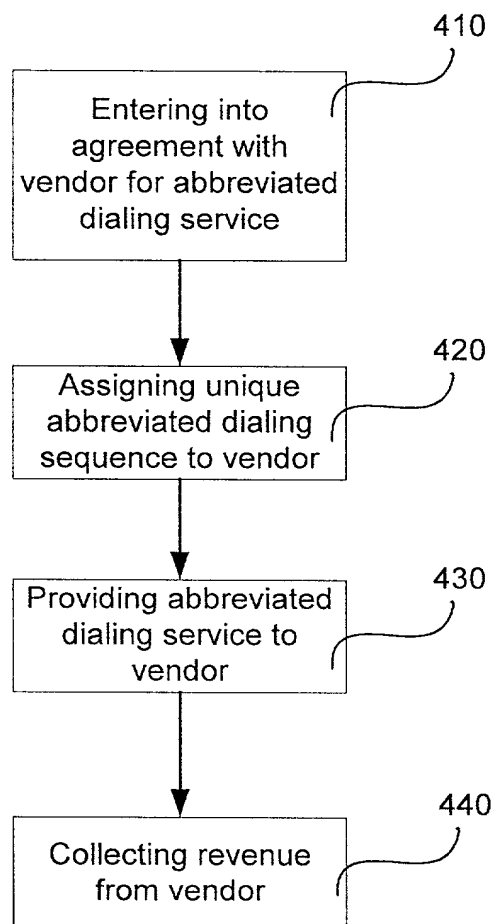 410
Entering into
agreement with
vendor for abbreviated
dialing service
420
Assigning unique
abbreviated dialing
sequence to vendor
430
Providing abbreviated
dialing service to
vendor
440
Collecting revenue
from vendor